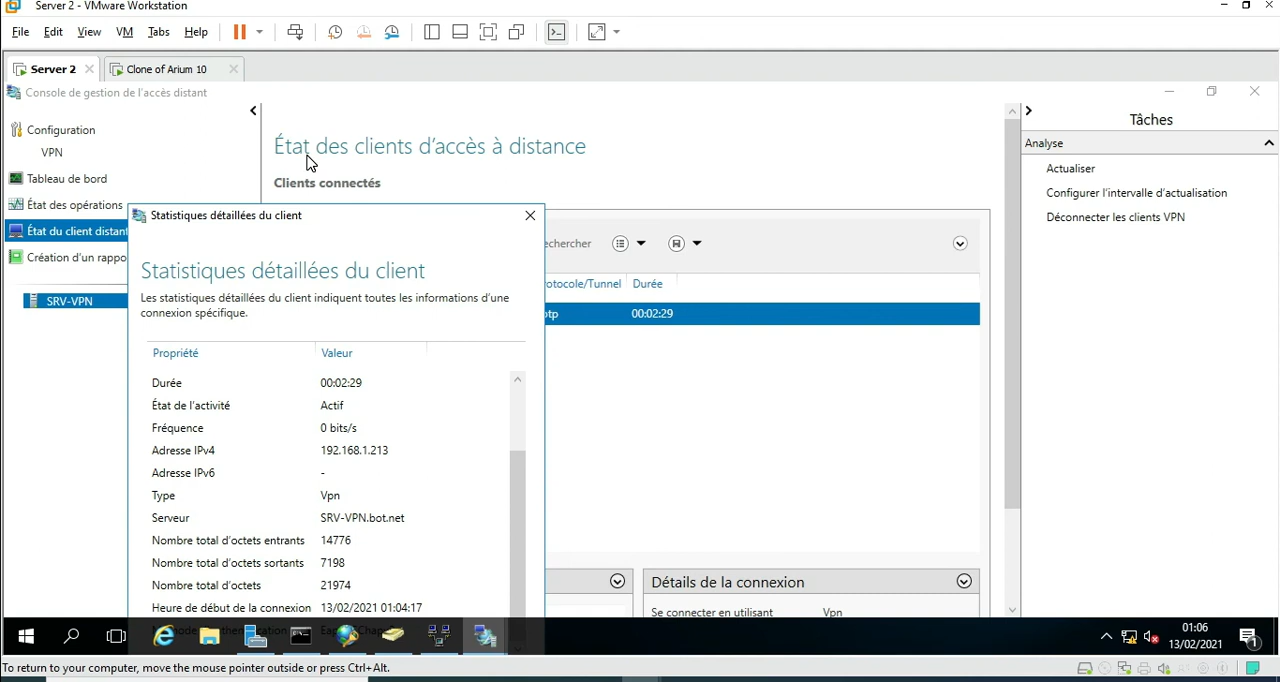 Server 2 - VMware Workstation
File Edit View VM Tabs Help
Server 2 Clone of Arium 10
Console de gestion de l'accès distant
Configuration
VPN
Tableau de bord
État des opérations
État du client distant
Création d'un rappo
SRV-VPN
État des clients d'accès à distance
Clients connectés
echercher
otocole/Tunnel Durée
ptp 00:02:29
Statistiques détaillées du client
Statistiques détaillées du client
Les statistiques détaillées du client indiquent toutes les informations d'une
connexion spécifique.
Propriété Valeur
Durée 00:02:29
État de l'activité Actif
Fréquence 0 bits/s
Adresse IPv4 192.168.1.213
Adresse IPv6 -
Type Vpn
Serveur SRV-VPN.bot.net
Nombre total d'octets entrants 14776
Nombre total d'octets sortants 7198
Nombre total d'octets 21974
Heure de début de la connexion 13/02/2021 01:04:17
Détails de la connexion
Se connecter en utilisant Vpn
Tâches
Analyse
Actualiser
Configurer l'intervalle d'actualisation
Déconnecter les clients VPN
01:06
13/02/2021
1
To return to your computer, move the mouse pointer outside or press Ctrl+Alt.